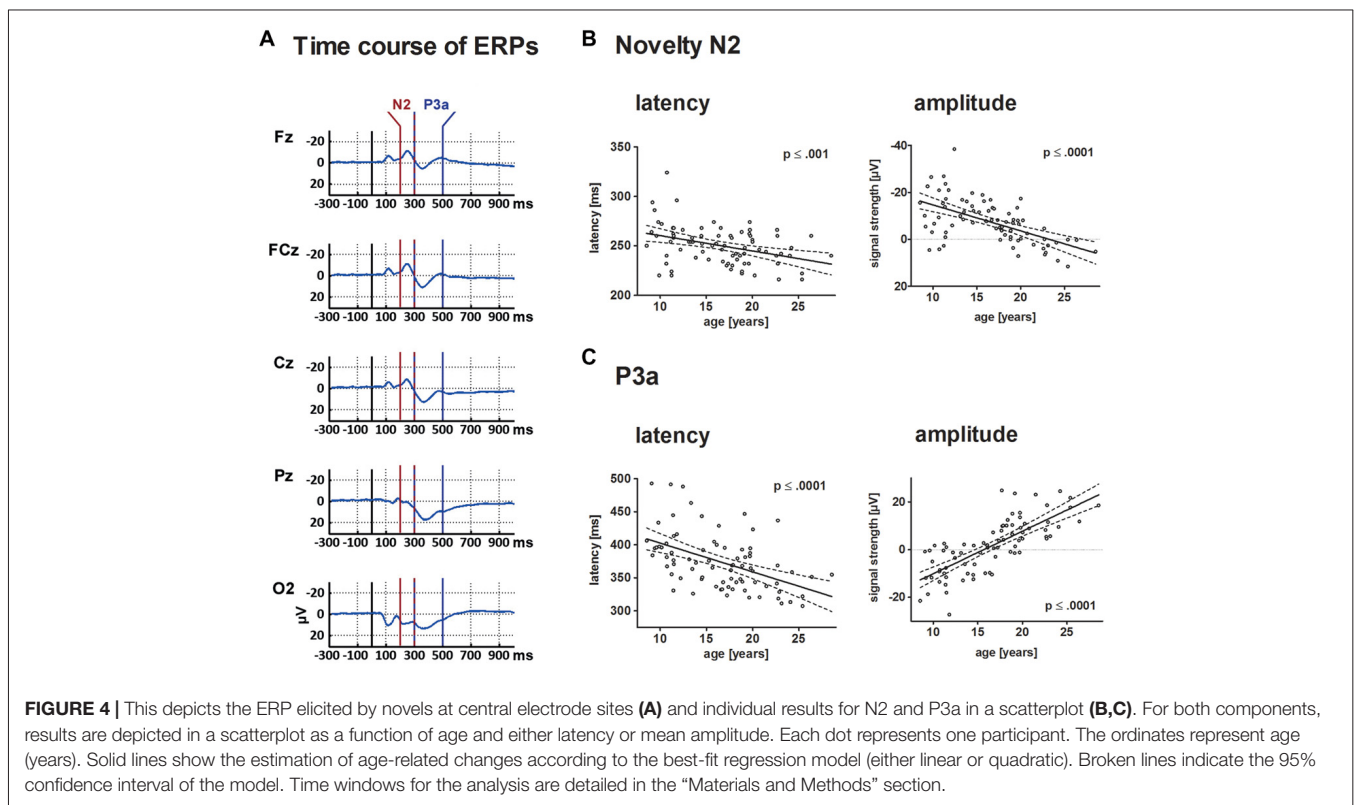 A Time course of ERPs
N2 P3a
Fz
-20
0
20
-300 -100 100 300 500 700 900 ms
FCz
-20
0
20
-300 -100 100 300 500 700 900 ms
Cz
-20
0
20
-300 -100 100 300 500 700 900 ms
Pz
-20
0
20
-300 -100 100 300 500 700 900 ms
O2
-20
0
µV
20
-300 -100 100 300 500 700 900 ms
B Novelty N2
latency
p ≤ .001
350
300
250
200
latency [ms]
10 15 20 25
age [years]
amplitude
p ≤ .0001
-40
-20
0
20
signal strength [µV]
10 15 20 25
age [years]
C P3a
latency
p ≤ .0001
500
450
400
350
300
latency [ms]
10 15 20 25
age [years]
amplitude
20
0
-20
signal strength [µV]
p ≤ .0001
10 15 20 25
age [years]
FIGURE 4 | This depicts the ERP elicited by novels at central electrode sites (A) and individual results for N2 and P3a in a scatterplot (B,C). For both components,
results are depicted in a scatterplot as a function of age and either latency or mean amplitude. Each dot represents one participant. The ordinates represent age
(years). Solid lines show the estimation of age-related changes according to the best-fit regression model (either linear or quadratic). Broken lines indicate the 95%
confidence interval of the model. Time windows for the analysis are detailed in the “Materials and Methods” section.